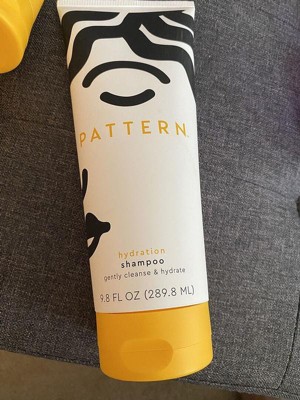 PATTERN
hydration
shampoo
gently cleanse & hydrate
9.8 FL OZ (289.8 ML)